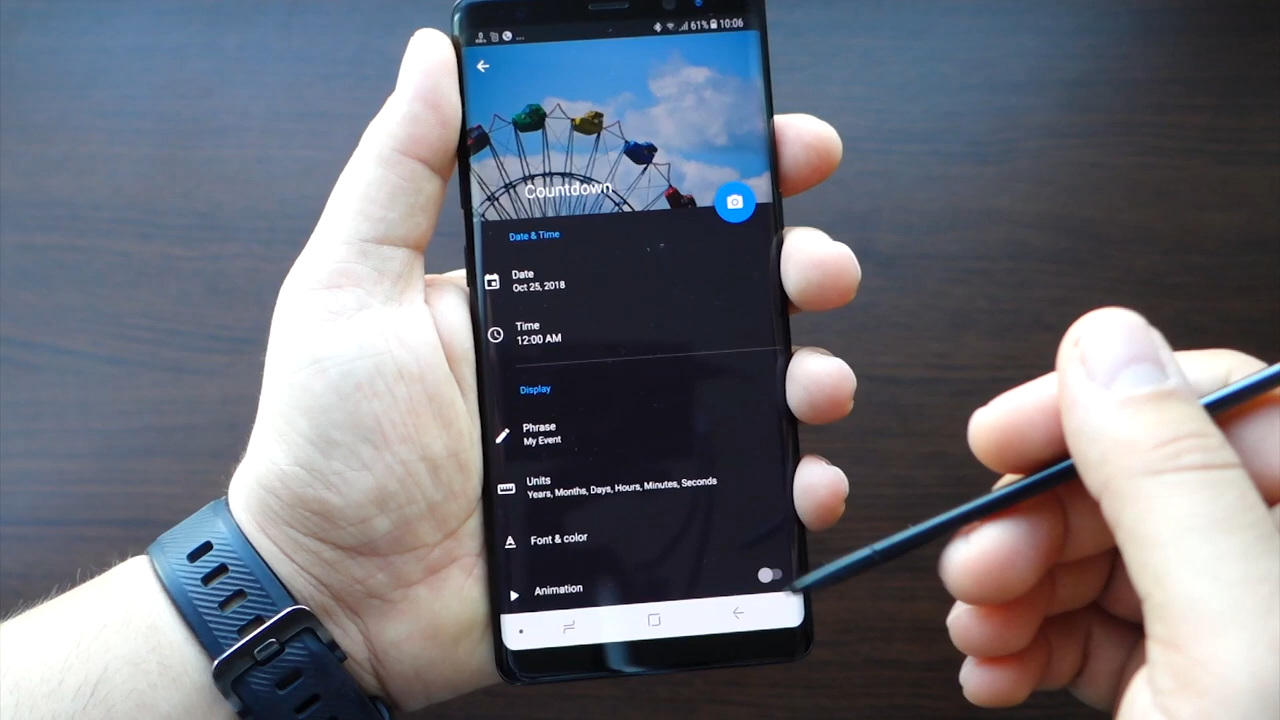 ... 61% 10:06
Countdown
Date & Time
Date
Oct 25, 2018
Time
12:00 AM
Display
Phrase
My Event
Units
Years, Months, Days, Hours, Minutes, Seconds
A Font & color
Animation